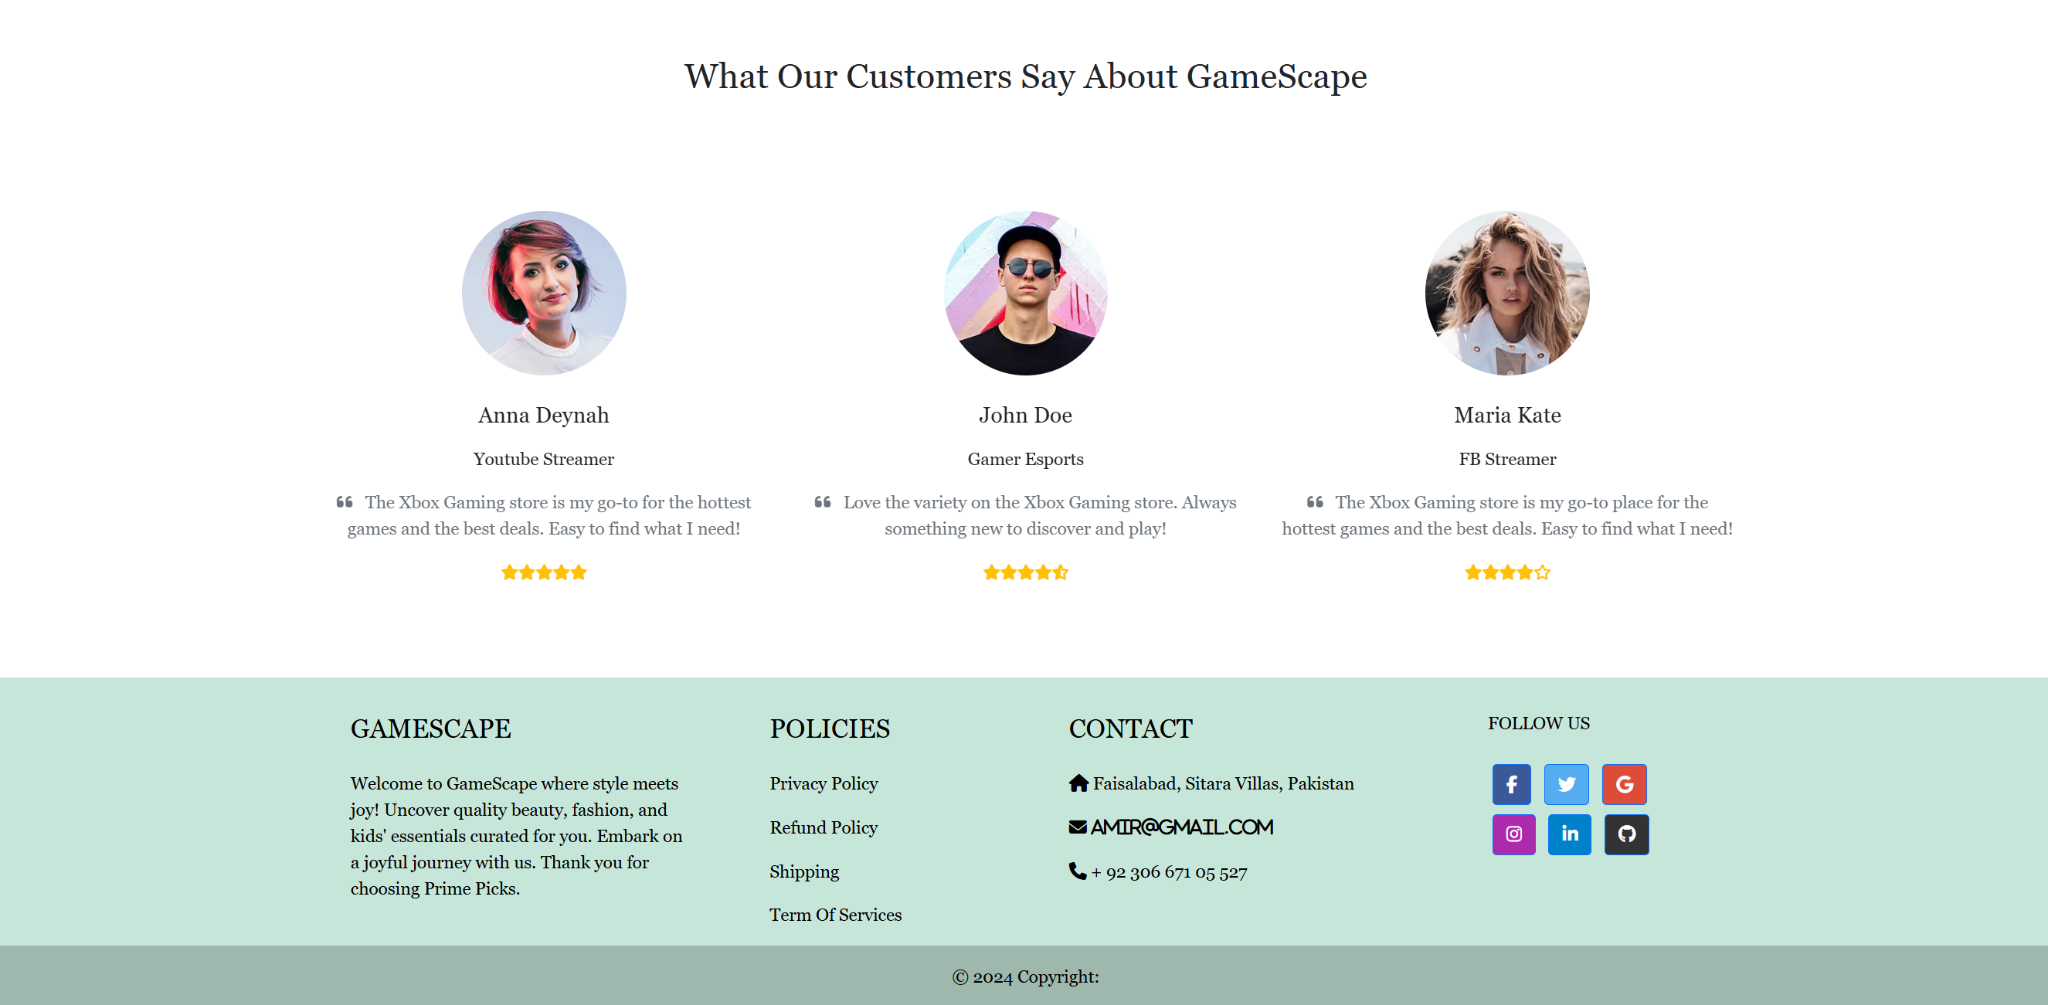 What Our Customers Say About GameScape
Anna Deynah
Youtube Streamer
❝ The Xbox Gaming store is my go-to for the hottest
games and the best deals. Easy to find what I need!
John Doe
Gamer Esports
❝ Love the variety on the Xbox Gaming store. Always
something new to discover and play!
Maria Kate
FB Streamer
❝ The Xbox Gaming store is my go-to place for the
hottest games and the best deals. Easy to find what I need!
GAMESCAPE
Welcome to GameScape where style meets
joy! Uncover quality beauty, fashion, and
kids' essentials curated for you. Embark on
a joyful journey with us. Thank you for
choosing Prime Picks.
POLICIES
Privacy Policy
Refund Policy
Shipping
Term Of Services
CONTACT
Faisalabad, Sitara Villas, Pakistan
AMIR@GMAIL.COM
+ 92 306 671 05 527
FOLLOW US
© 2024 Copyright: